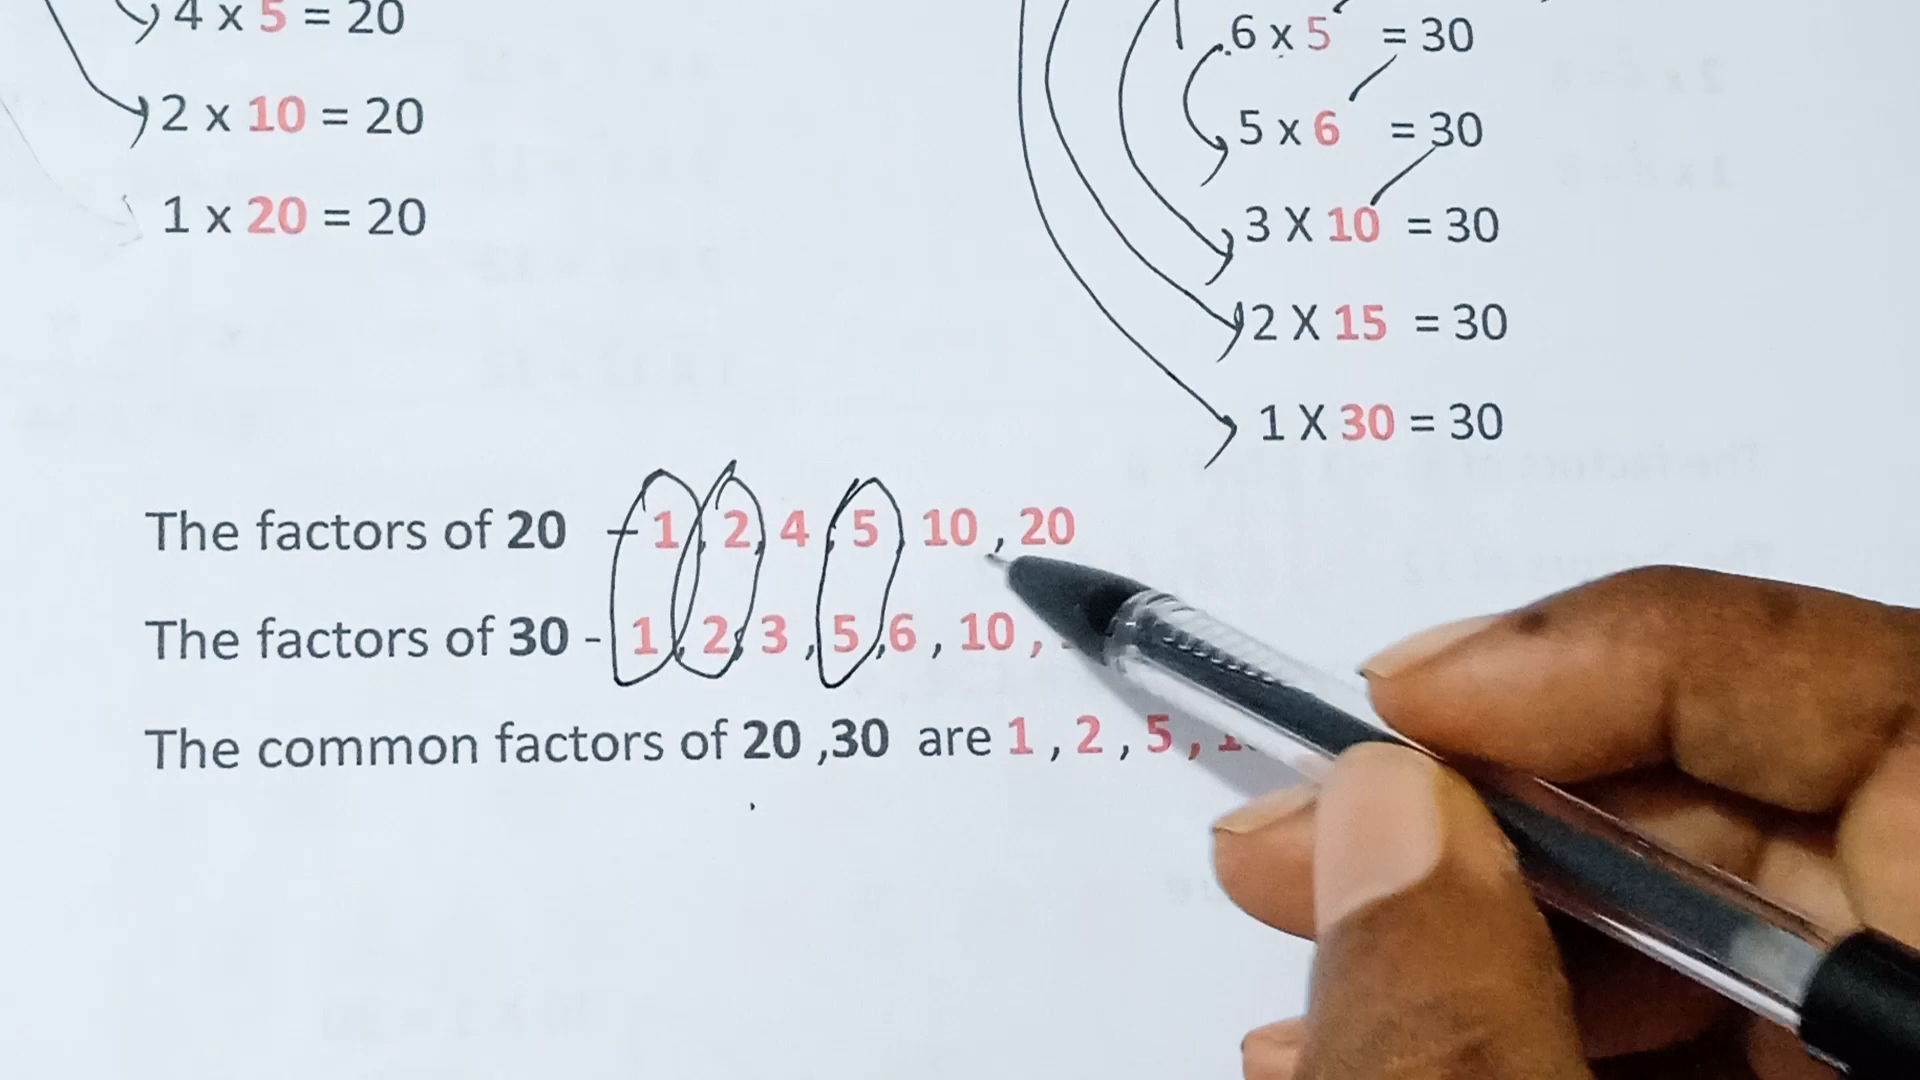 4 x 5 = 20
2 x 10 = 20
1 x 20 = 20
6 x 5 = 30
5 x 6 = 30
3 X 10 = 30
2 X 15 = 30
1 X 30 = 30
The factors of 20 – 1, 2, 4, 5, 10, 20
The factors of 30 - 1, 2, 3, 5, 6, 10,
The common factors of 20 ,30 are 1 , 2 , 5 ,